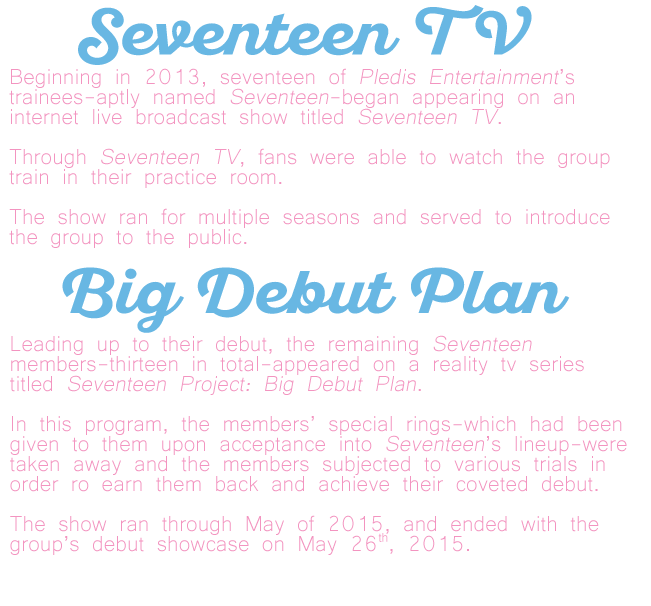 Seventeen TV
Beginning in 2013, seventeen of Pledis Entertainment's
trainees-aptly named Seventeen-began appearing on an
internet live broadcast show titled Seventeen TV.
Through Seventeen TV, fans were able to watch the group
train in their practice room.
The show ran for multiple seasons and served to introduce
the group to the public.
Big Debut Plan
Leading up to their debut, the remaining Seventeen
members-thirteen in total-appeared on a reality tv series
titled Seventeen Project: Big Debut Plan.
In this program, the members' special rings-which had been
given to them upon acceptance into Seventeen's lineup-were
taken away and the members subjected to various trials in
order ro earn them back and achieve their coveted debut.
The show ran through May of 2015, and ended with the
group's debut showcase on May 26th, 2015.